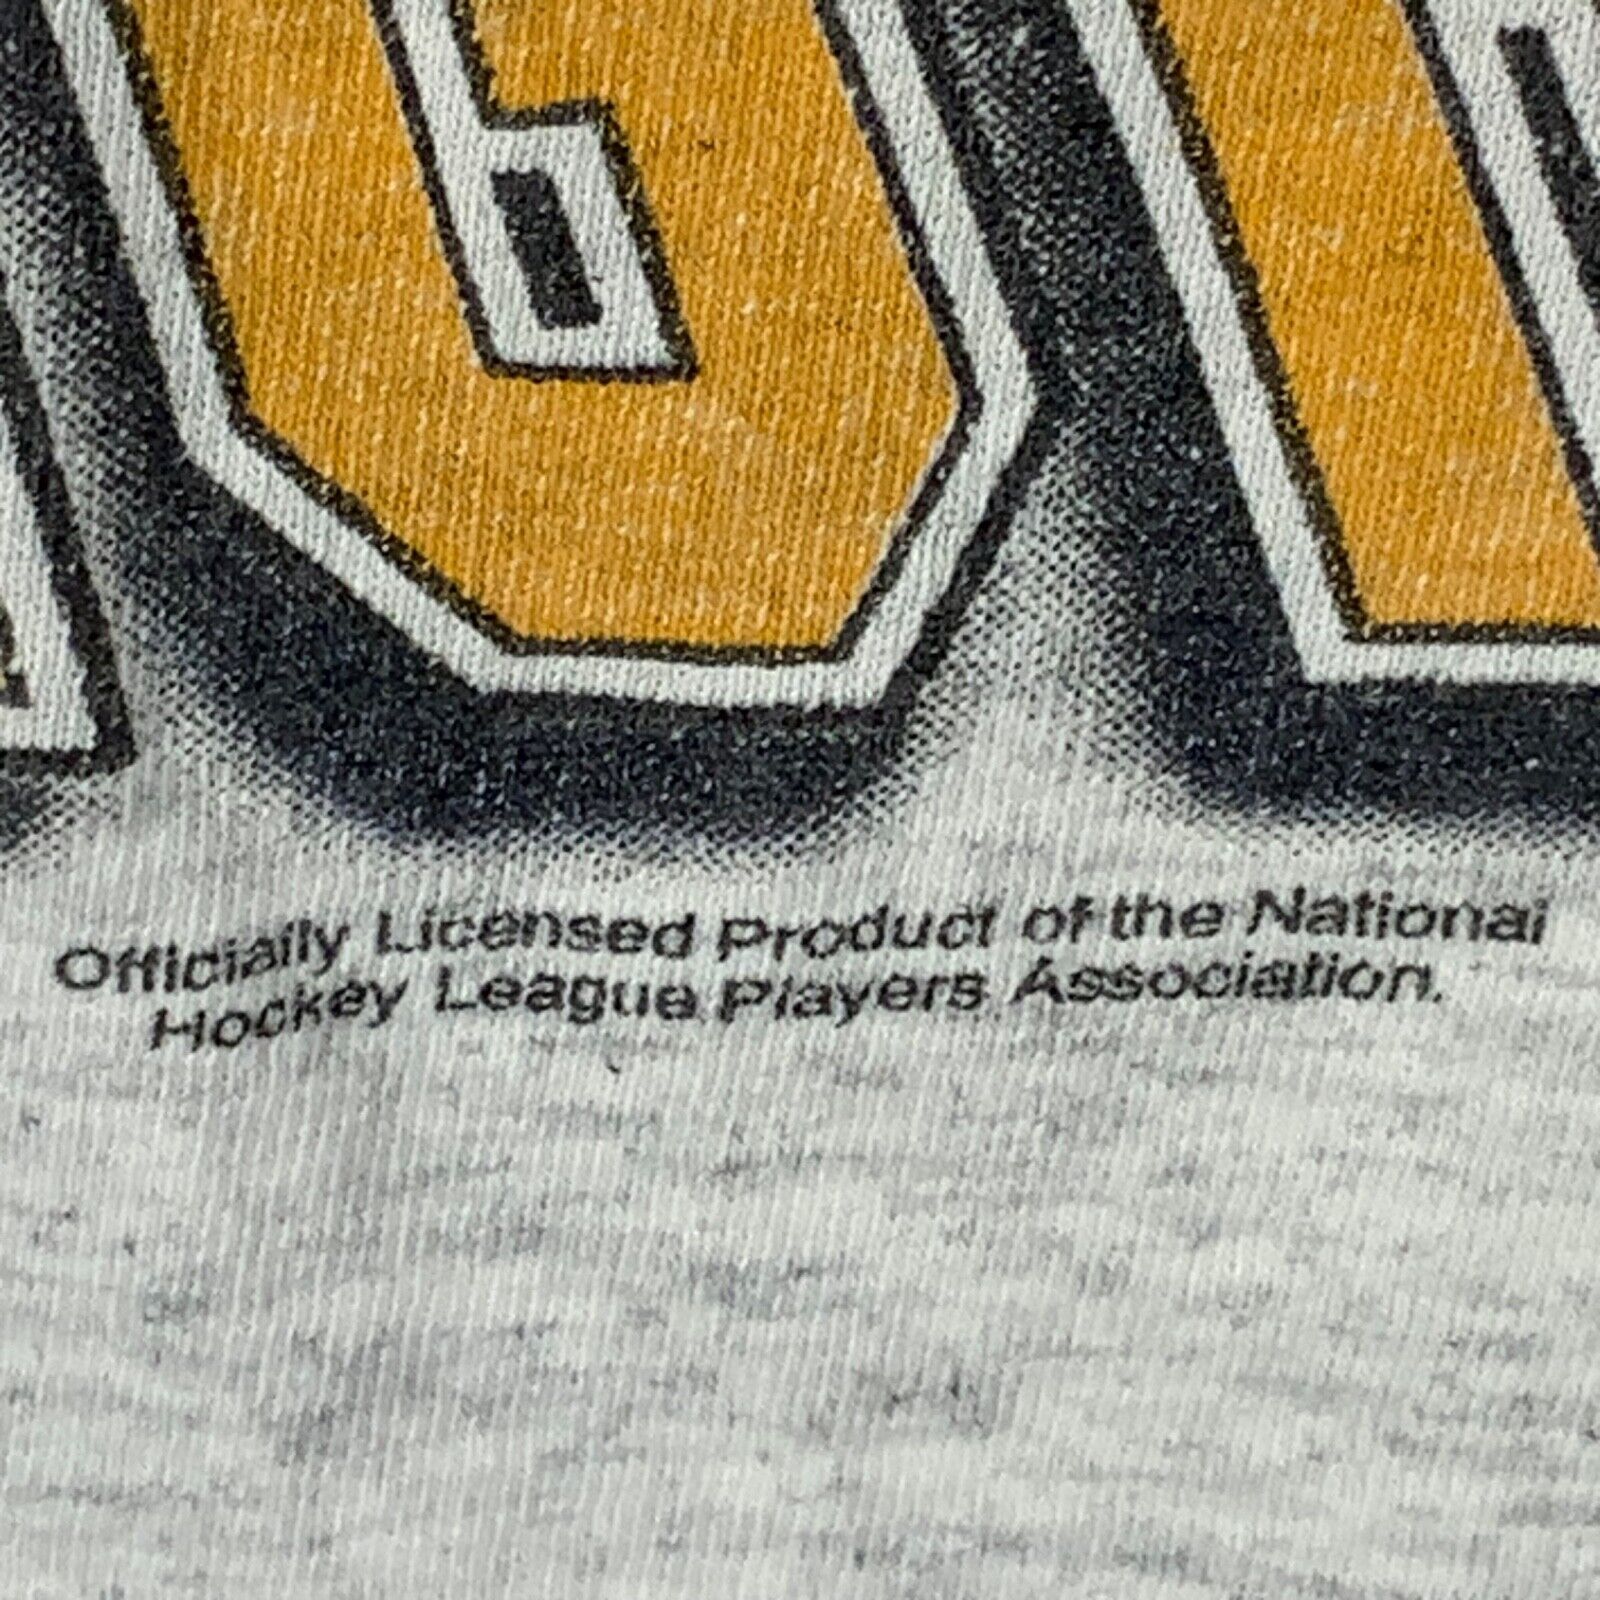 Officially Licensed Product of the National
Hockey League Players Association.